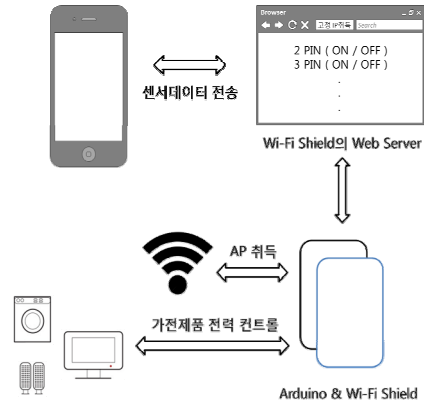 Browser
고정 IP취득 Search
2 PIN ( ON / OFF )
3 PIN ( ON / OFF )
.
.
.
센서데이터 전송
Wi-Fi Shield의 Web Server
AP 취득
가전제품 전력 컨트롤
Arduino & Wi-Fi Shield